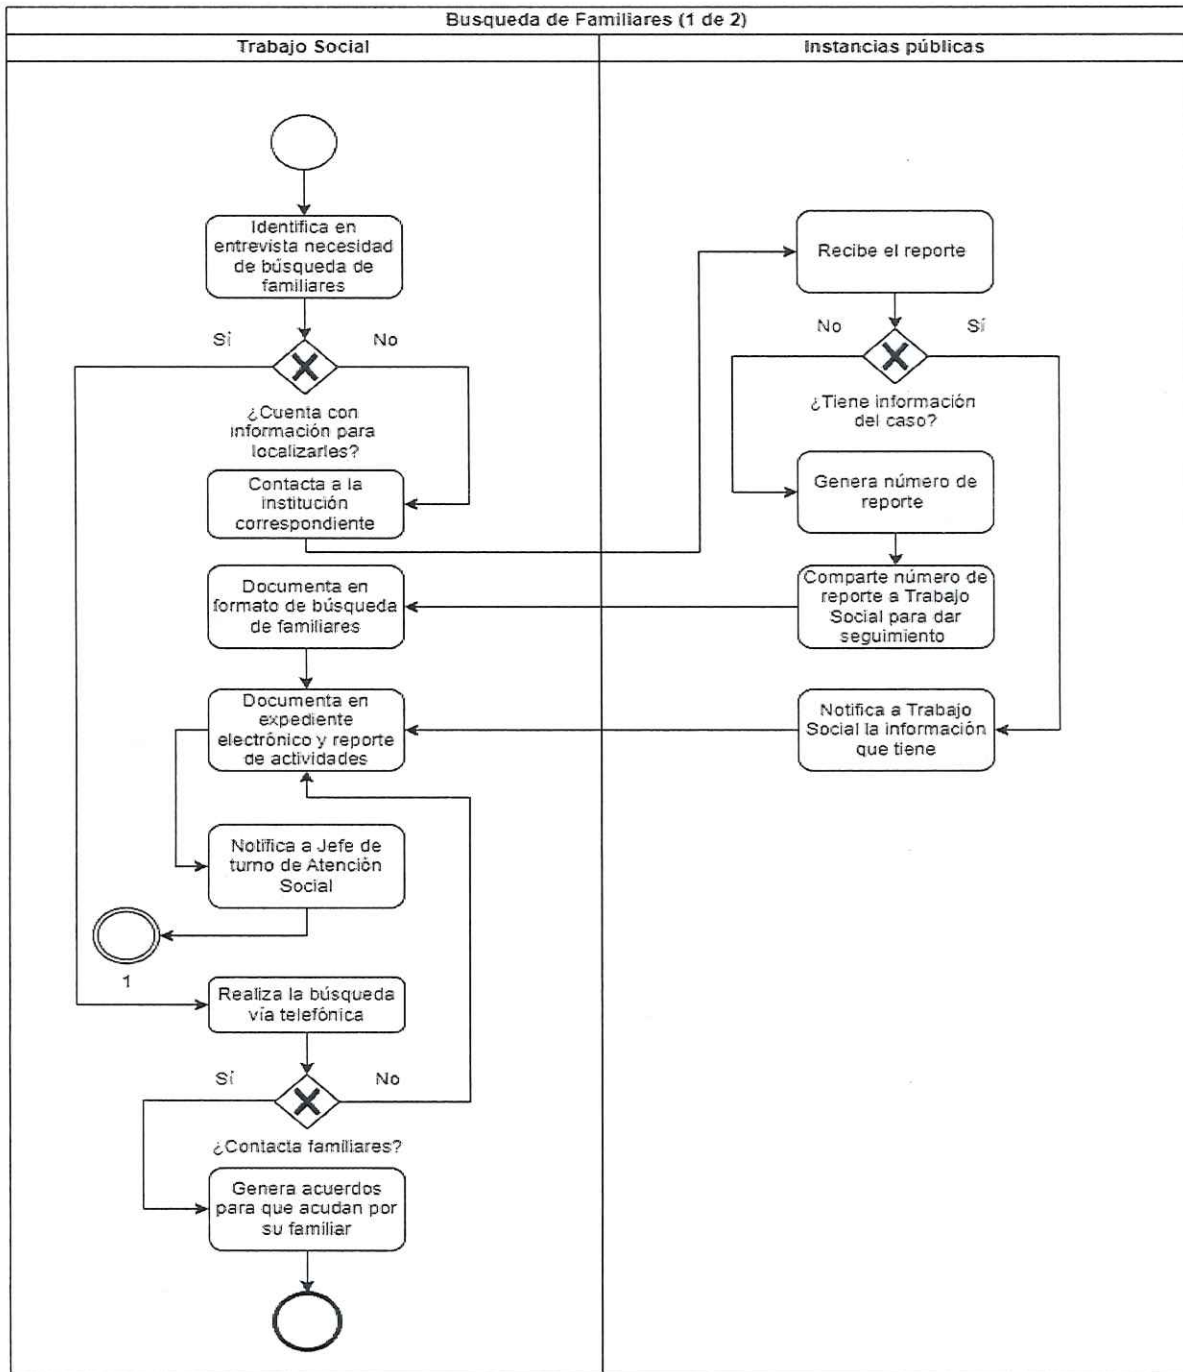 Busqueda de Familiares (1 de 2)
Trabajo Social
Instancias públicas
Identifica en
entrevista necesidad
de búsqueda de
familiares
Sí
No
¿Cuenta con
información para
localizarles?
Contacta a la
institución
correspondiente
Recibe el reporte
No
Sí
¿Tiene información
del caso?
Genera número de
reporte
Comparte número de
reporte a Trabajo
Social para dar
seguimiento
Documenta en
formato de búsqueda
de familiares
Notifica a Trabajo
Social la información
que tiene
Documenta en
expediente
electrónico y reporte
de actividades
Notifica a Jefe de
turno de Atención
Social
1
Realiza la búsqueda
vía telefónica
Sí
No
¿Contacta familiares?
Genera acuerdos
para que acudan por
su familiar